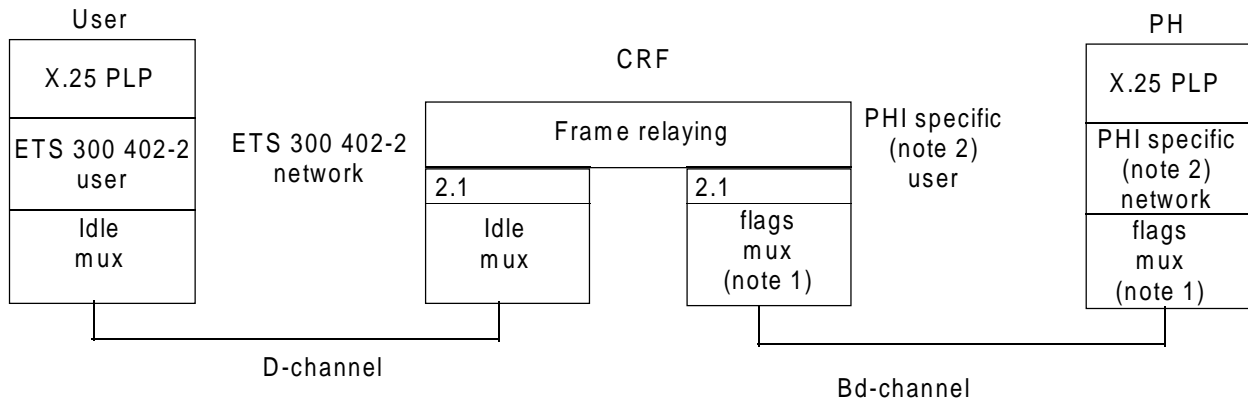 User
PH
CRF
X.25 PLP
X.25 PLP
Frame relaying
ETS 300 402-2
user
ETS 300 402-2
network
PHI specific
(note 2)
user
PHI specific
(note 2)
network
2.1
2.1
Idle
mux
Idle
mux
flags
mux
(note 1)
flags
mux
(note 1)
D-channel
Bd-channel